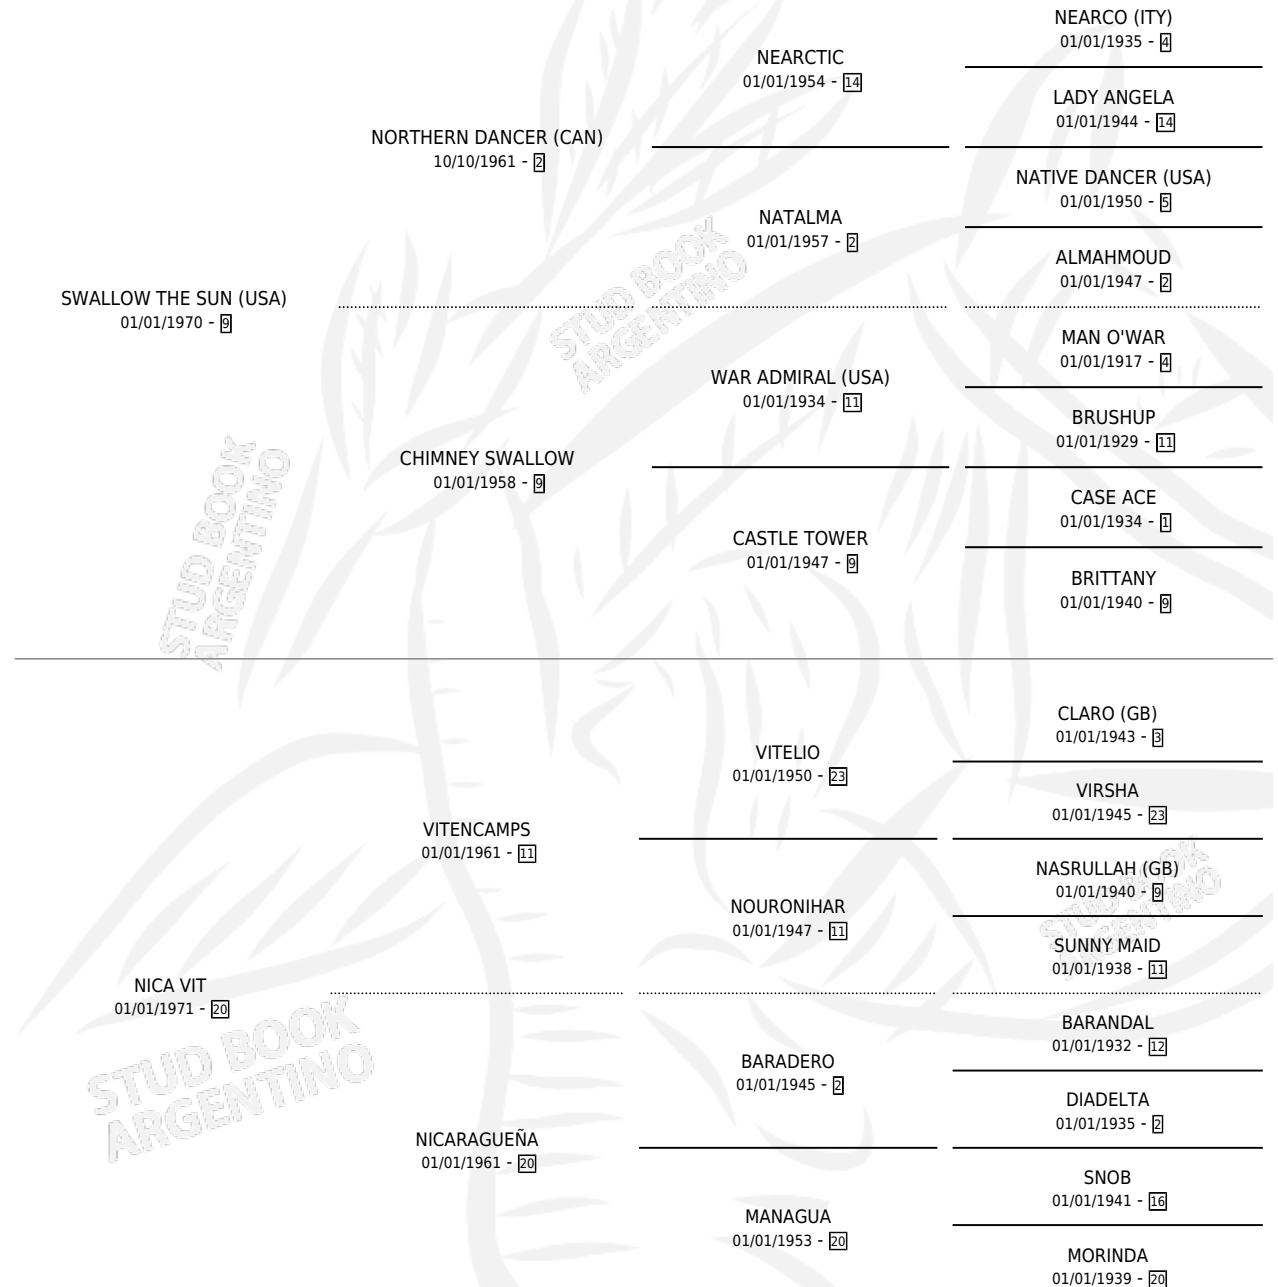 NEARCO (ITY)
01/01/1935 - 4
NEARCTIC
01/01/1954 - 14
LADY ANGELA
01/01/1944 - 14
NORTHERN DANCER (CAN)
10/10/1961 - 2
NATIVE DANCER (USA)
01/01/1950 - 5
NATALMA
01/01/1957 - 2
ALMAHMOUD
01/01/1947 - 2
SWALLOW THE SUN (USA)
01/01/1970 - 9
MAN O'WAR
01/01/1917 - 4
WAR ADMIRAL (USA)
01/01/1934 - 11
BRUSHUP
01/01/1929 - 11
CHIMNEY SWALLOW
01/01/1958 - 9
CASE ACE
01/01/1934 - 1
CASTLE TOWER
01/01/1947 - 9
BRITTANY
01/01/1940 - 9
STUD BOOK
ARGENTINO
STUD BOOK
ARGENTINO
CLARO (GB)
01/01/1943 - 3
VITELIO
01/01/1950 - 23
VIRSHA
01/01/1945 - 23
VITENCAMPS
01/01/1961 - 11
NASRULLAH (GB)
01/01/1940 - 9
NOURONIHAR
01/01/1947 - 11
SUNNY MAID
01/01/1938 - 11
STUD BOOK
ARGENTINO
NICA VIT
01/01/1971 - 20
BARANDAL
01/01/1932 - 12
BARADERO
01/01/1945 - 2
DIADELTA
01/01/1935 - 2
STUD BOOK
ARGENTINO
NICARAGUEÑA
01/01/1961 - 20
SNOB
01/01/1941 - 16
MANAGUA
01/01/1953 - 20
MORINDA
01/01/1939 - 20